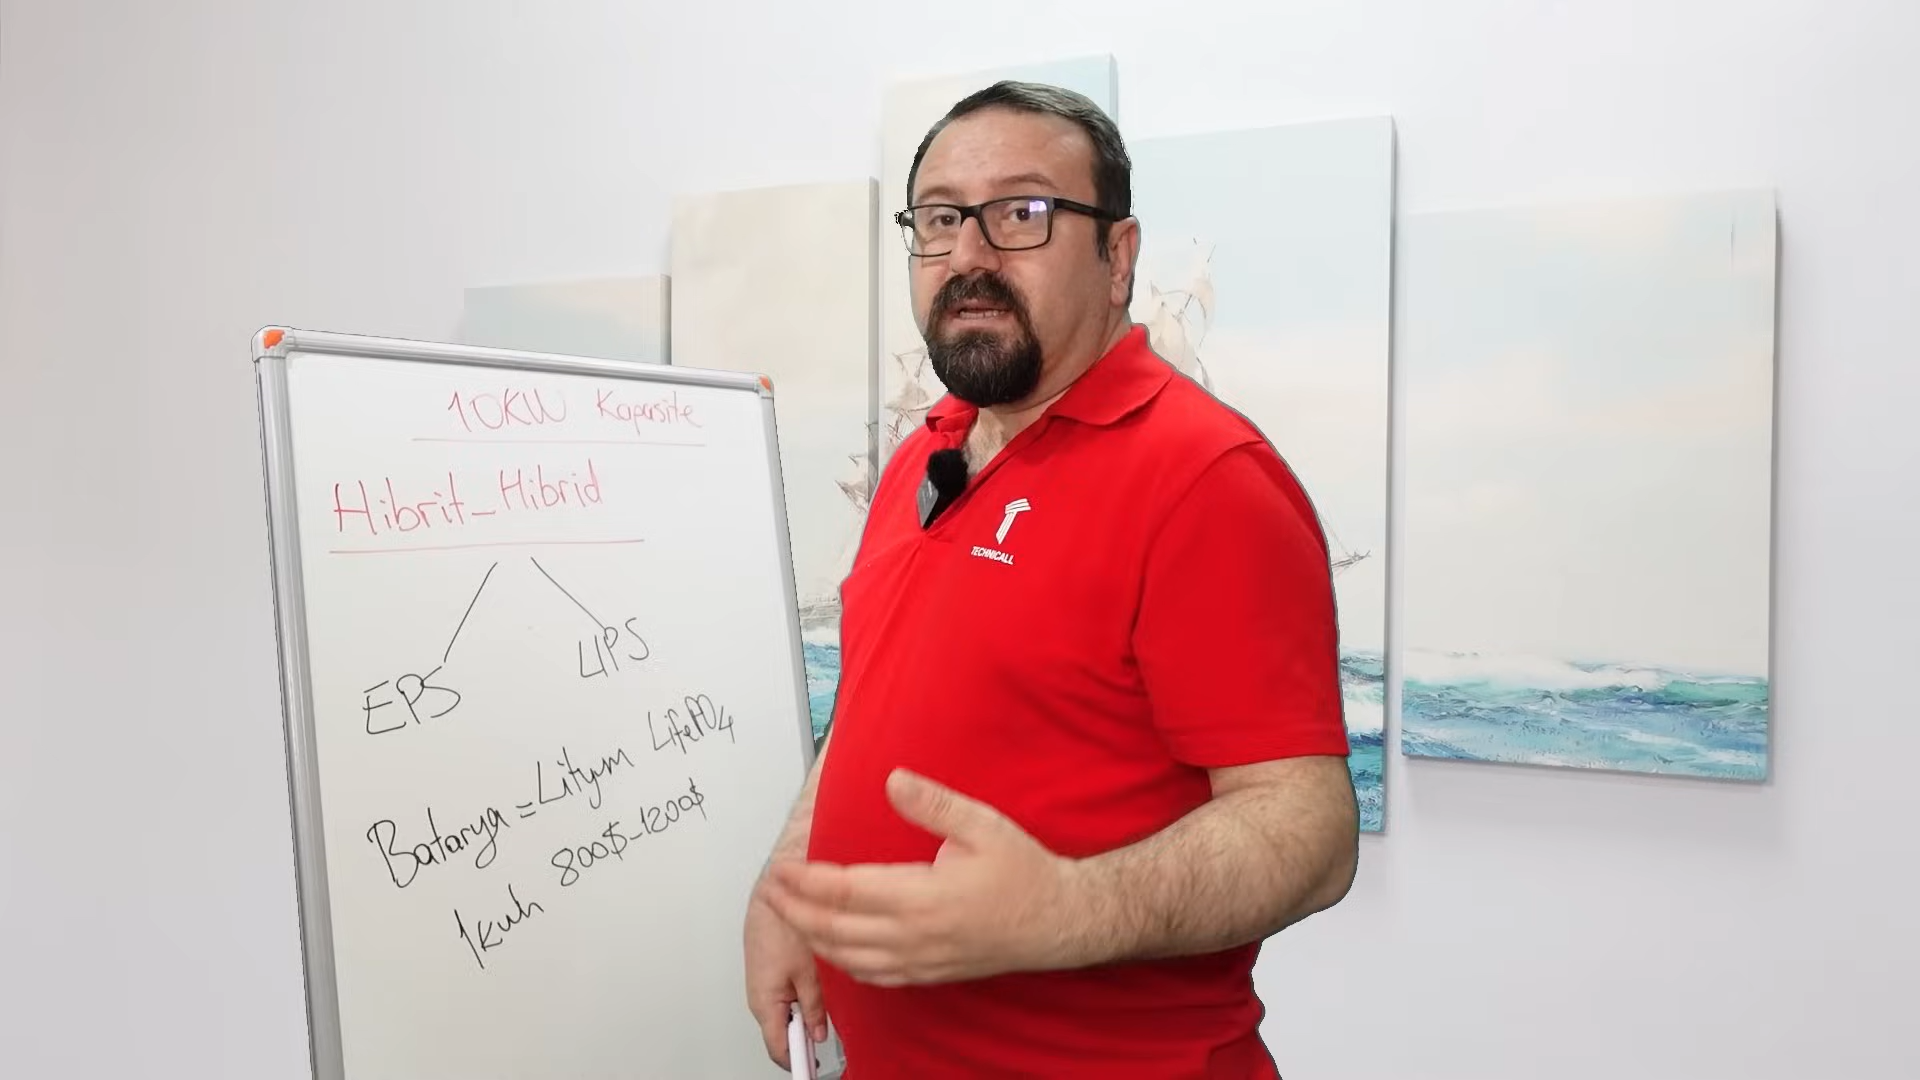 10KW Kapasite
Hibrit_Hibrid
EPS UPS
Batarya = Lityum LifePO4
1kwh 800$-1200$
TECHNICALL